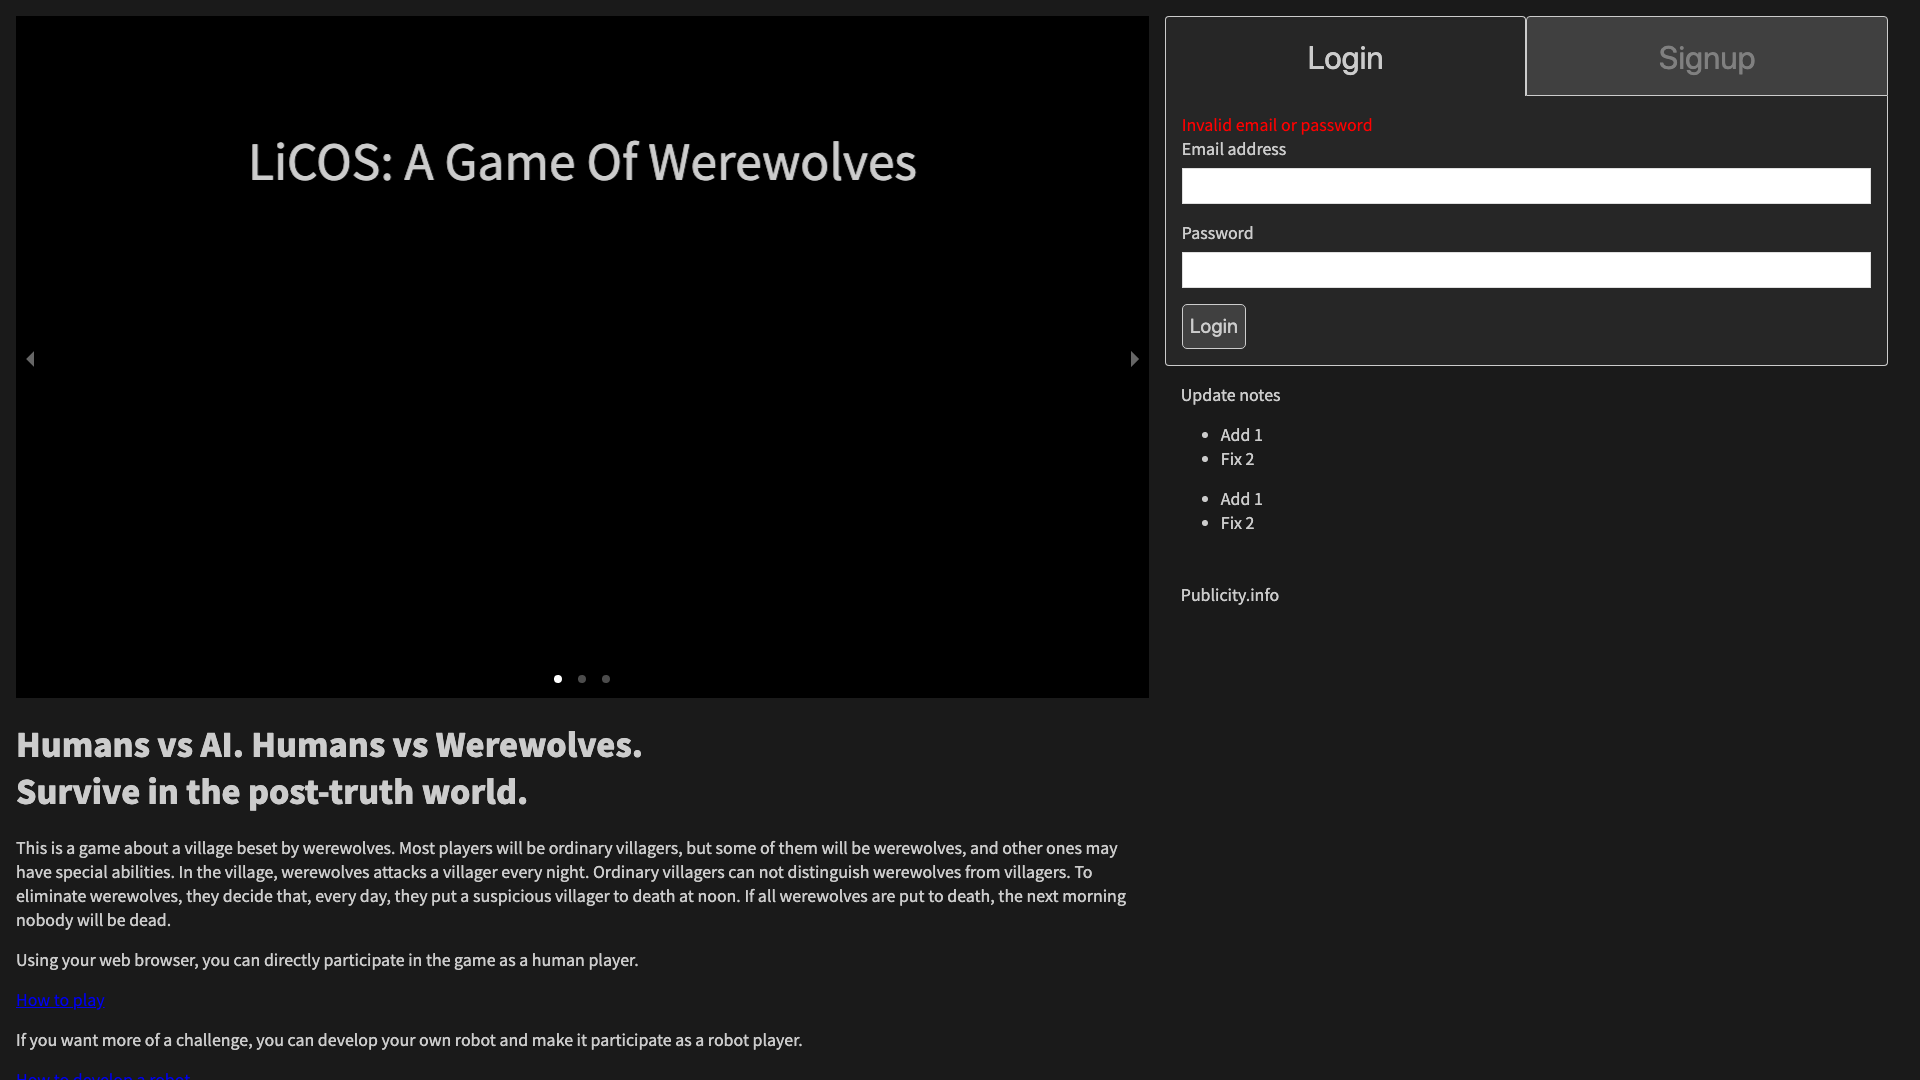 LiCOS: A Game Of Werewolves
Humans vs AI. Humans vs Werewolves.
Survive in the post-truth world.
This is a game about a village beset by werewolves. Most players will be ordinary villagers, but some of them will be werewolves, and other ones may
have special abilities. In the village, werewolves attacks a villager every night. Ordinary villagers can not distinguish werewolves from villagers. To
eliminate werewolves, they decide that, every day, they put a suspicious villager to death at noon. If all werewolves are put to death, the next morning
nobody will be dead.
Using your web browser, you can directly participate in the game as a human player.
How to play
If you want more of a challenge, you can develop your own robot and make it participate as a robot player.
Login
Signup
Invalid email or password
Email address
Password
Login
Update notes
Add 1
Fix 2
Add 1
Fix 2
Publicity.info